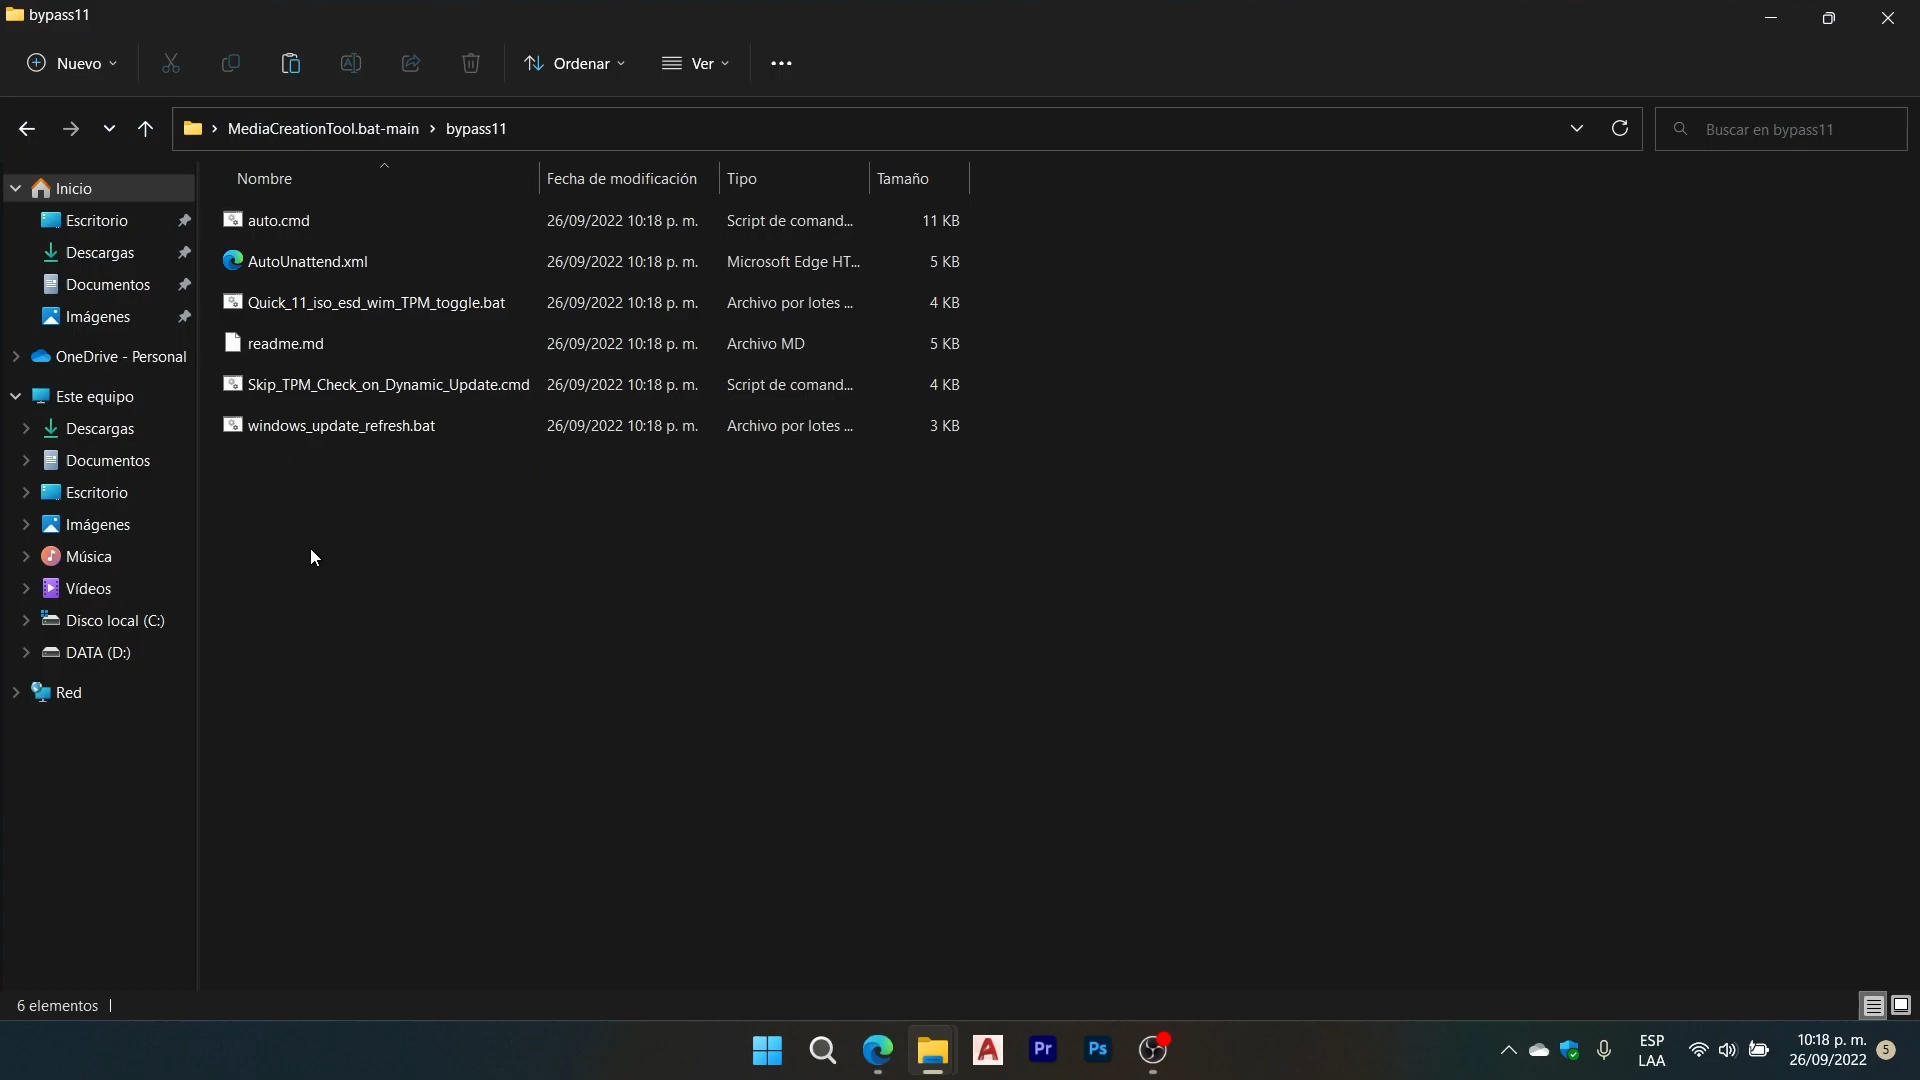 bypass11
Nuevo
Ordenar
Ver
MediaCreationTool.bat-main > bypass11
Buscar en bypass11
Nombre Fecha de modificación Tipo Tamaño
auto.cmd 26/09/2022 10:18 p. m. Script de comand... 11 KB
AutoUnattend.xml 26/09/2022 10:18 p. m. Microsoft Edge HT... 5 KB
Quick_11_iso_esd_wim_TPM_toggle.bat 26/09/2022 10:18 p. m. Archivo por lotes ... 4 KB
readme.md 26/09/2022 10:18 p. m. Archivo MD 5 KB
Skip_TPM_Check_on_Dynamic_Update.cmd 26/09/2022 10:18 p. m. Script de comand... 4 KB
windows_update_refresh.bat 26/09/2022 10:18 p. m. Archivo por lotes ... 3 KB
Inicio
Escritorio
Descargas
Documentos
Imágenes
OneDrive - Personal
Este equipo
Descargas
Documentos
Escritorio
Imágenes
Música
Vídeos
Disco local (C:)
DATA (D:)
Red
6 elementos
A
Pr
Ps
ESP
LAA
10:18 p. m.
26/09/2022
5